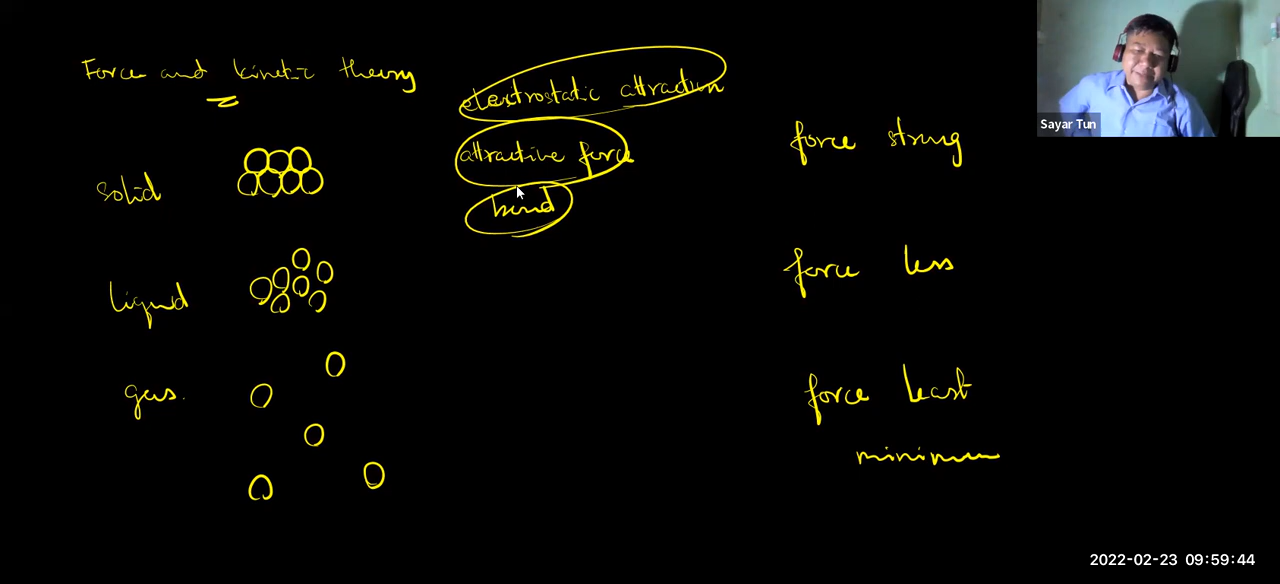 Force and kinetic theory
electrostatic attraction
attractive force
bond
force strong
solid
force less
liquid
gas.
force least
minimum
Sayar Tun
2022-02-23 09:59:44